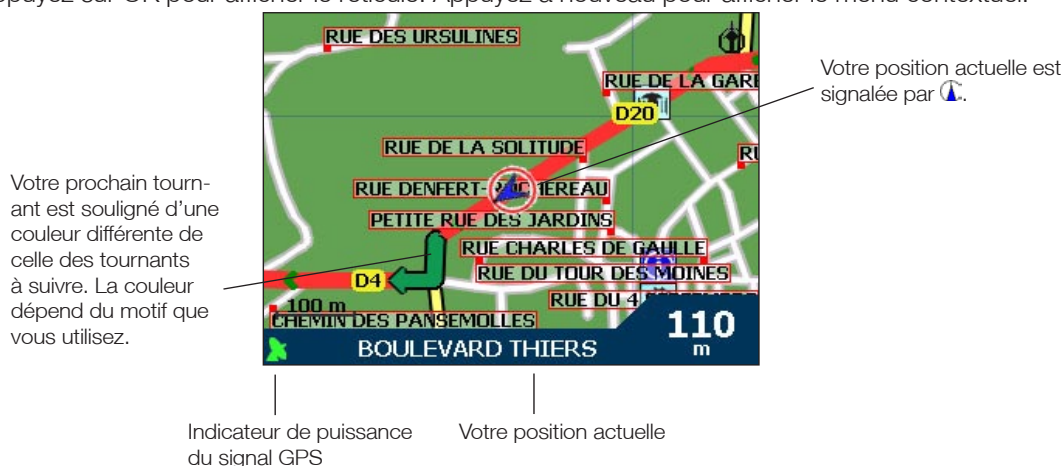 puyez sur OK pour afficher le réticule. Appuyez à nouveau pour afficher le menu contextuel.
RUE DES URSULINES
RUE DE LA GARE
Votre position actuelle est
signalée par
D20
RUE DE LA SOLITUDE
RUE DENFERT-ROCHEREAU
Votre prochain tourn-
ant est souligné d’une
couleur différente de
celle des tournants
à suivre. La couleur
dépend du motif que
vous utilisez.
PETITE RUE DES JARDINS
RUE CHARLES DE GAULLE
RUE DU TOUR DES MOINES
D4
RUE DU 4
100 m
CHEMIN DES PANSEMOLLES
110
m
BOULEVARD THIERS
Indicateur de puissance
du signal GPS
Votre position actuelle